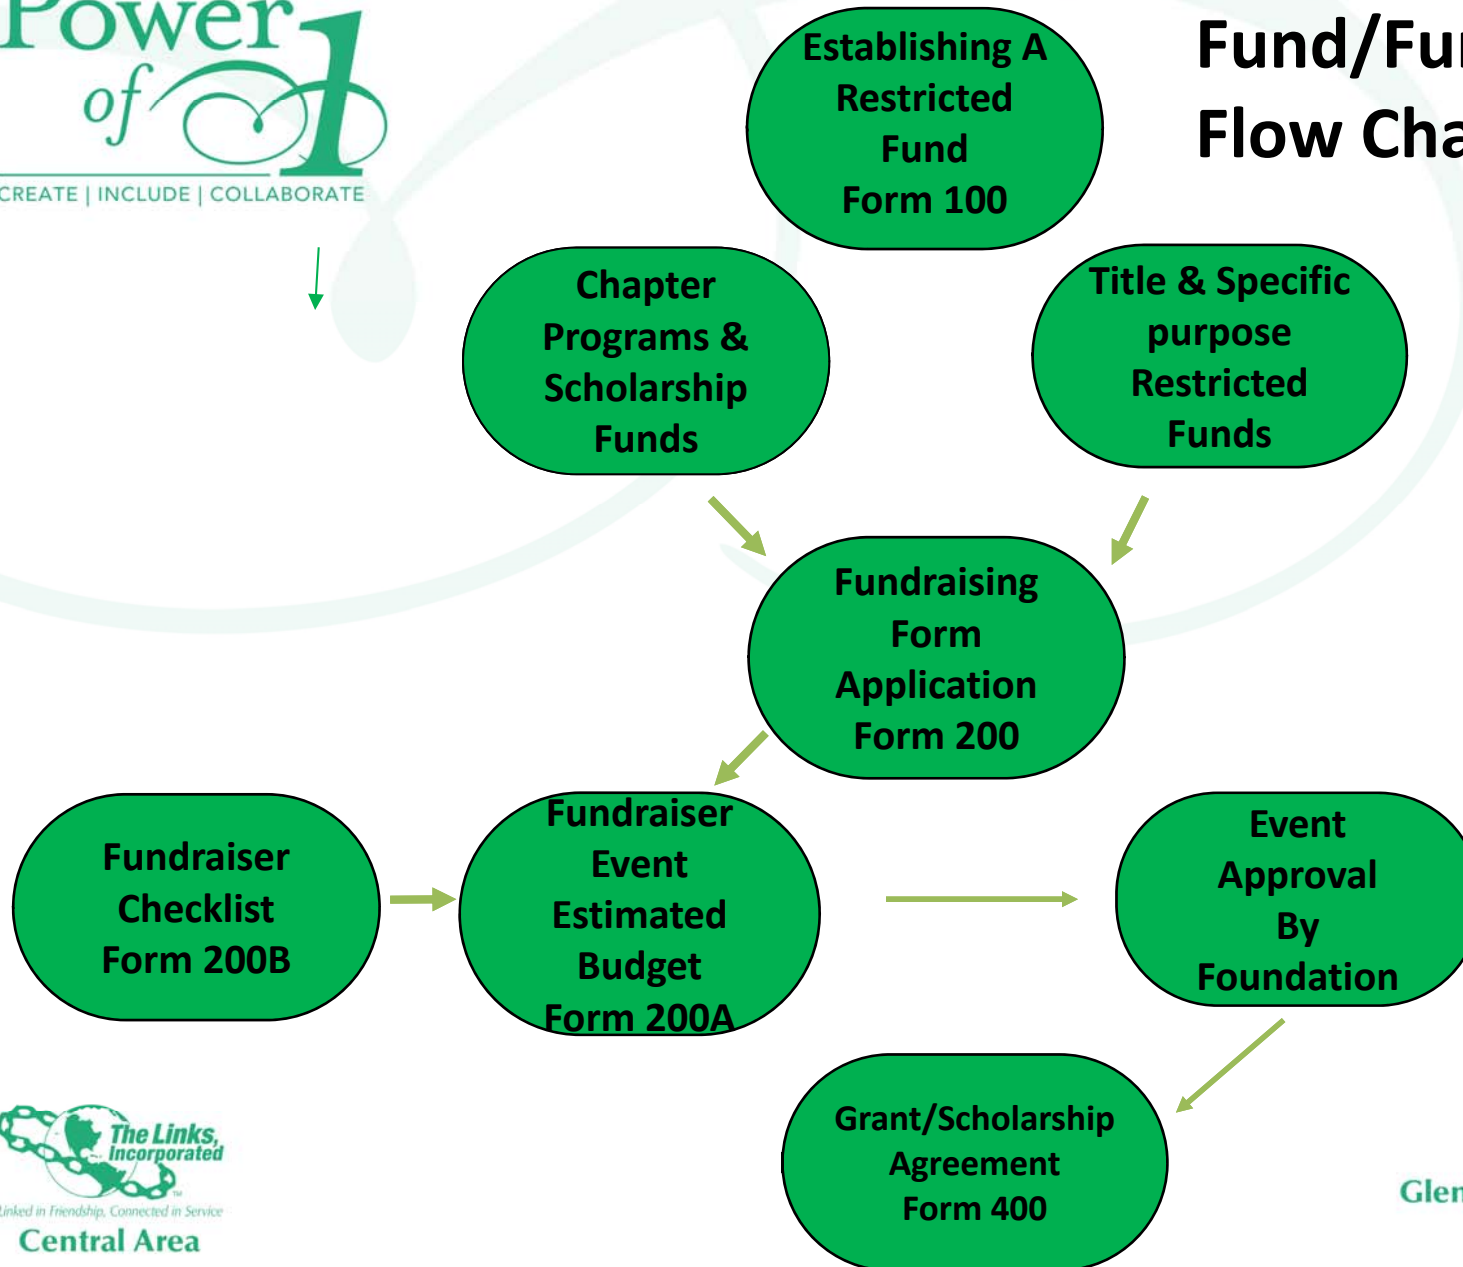 Power
of 1
CREATE | INCLUDE | COLLABORATE
Establishing A
Restricted
Fund
Form 100
Flow
Chapter
Programs &
Scholarship
Funds
Title & Specific
purpose
Restricted
Funds
Fundraising
Form
Application
Form 200
Fundraiser
Checklist
Form 200B
Fundraiser
Event
Estimated
Budget
Form 200A
Event
Approval
By
Foundation
Grant/Scholarship
Agreement
Form 400
The Links,
Incorporated
Linked in Friendship, Connected in Service
Central Area